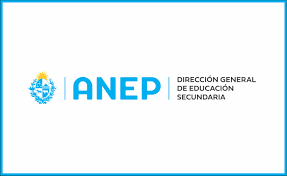 ANEP
DIRECCIÓN GENERAL
DE EDUCACIÓN
SECUNDARIA